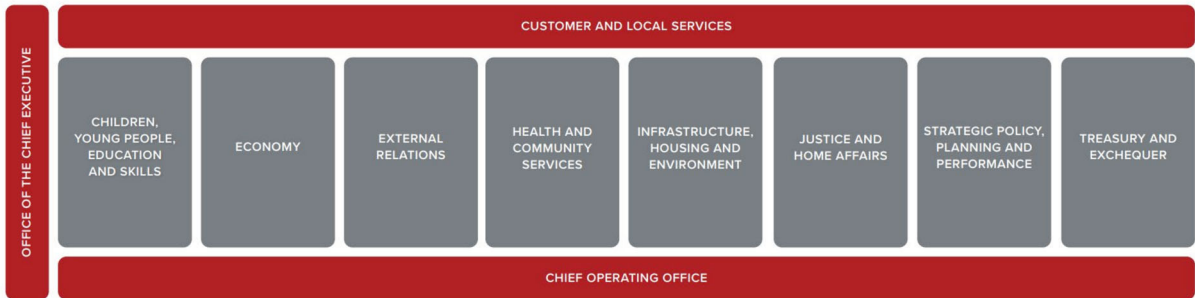 OFFICE OF THE CHIEF EXECUTIVE
CUSTOMER AND LOCAL SERVICES
CHILDREN,
YOUNG PEOPLE,
EDUCATION
AND SKILLS
ECONOMY
EXTERNAL
RELATIONS
HEALTH AND
COMMUNITY
SERVICES
INFRASTRUCTURE,
HOUSING AND
ENVIRONMENT
JUSTICE AND
HOME AFFAIRS
STRATEGIC POLICY,
PLANNING AND
PERFORMANCE
TREASURY AND
EXCHEQUER
CHIEF OPERATING OFFICE